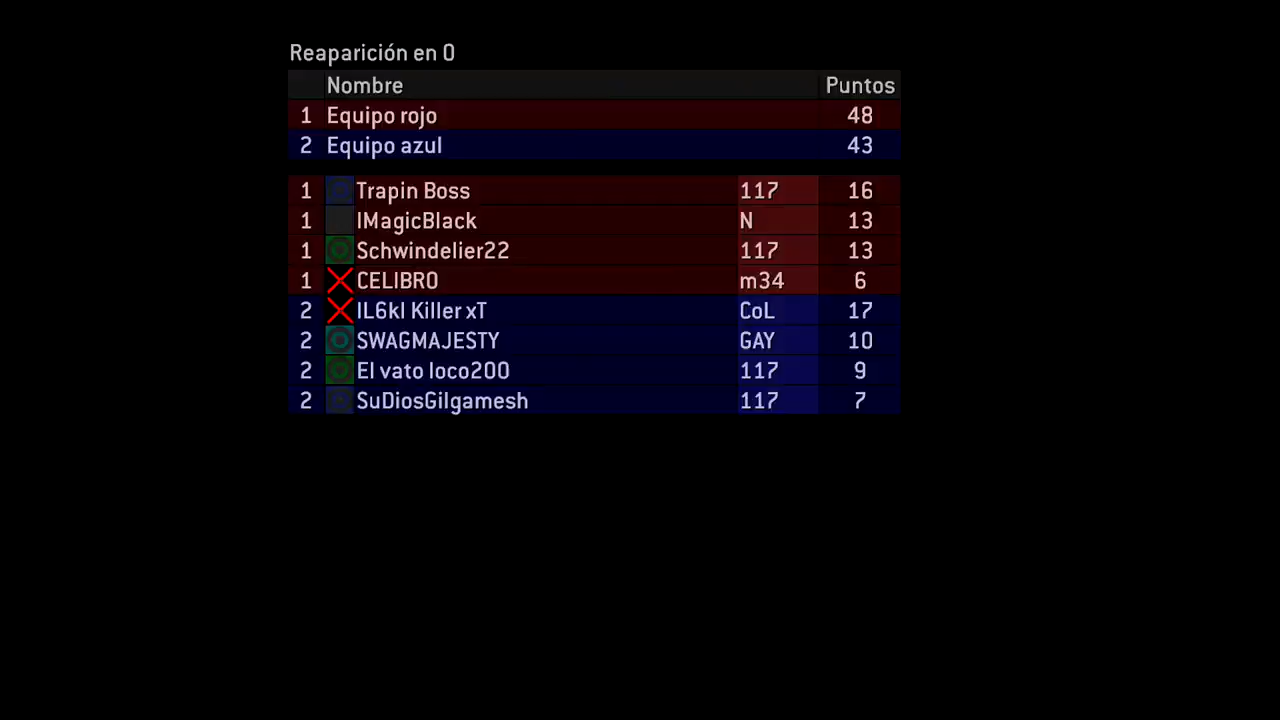 Reaparición en 0
Nombre Puntos
1 Equipo rojo 48
2 Equipo azul 43
1 Trapin Boss 117 16
1 IMagicBlack N 13
1 Schwindelier22 117 13
1 CELIBRO m34 6
2 IL6kI Killer xT CoL 17
2 SWAGMAJESTY GAY 10
2 El vato loco200 117 9
2 SuDiosGilgamesh 117 7